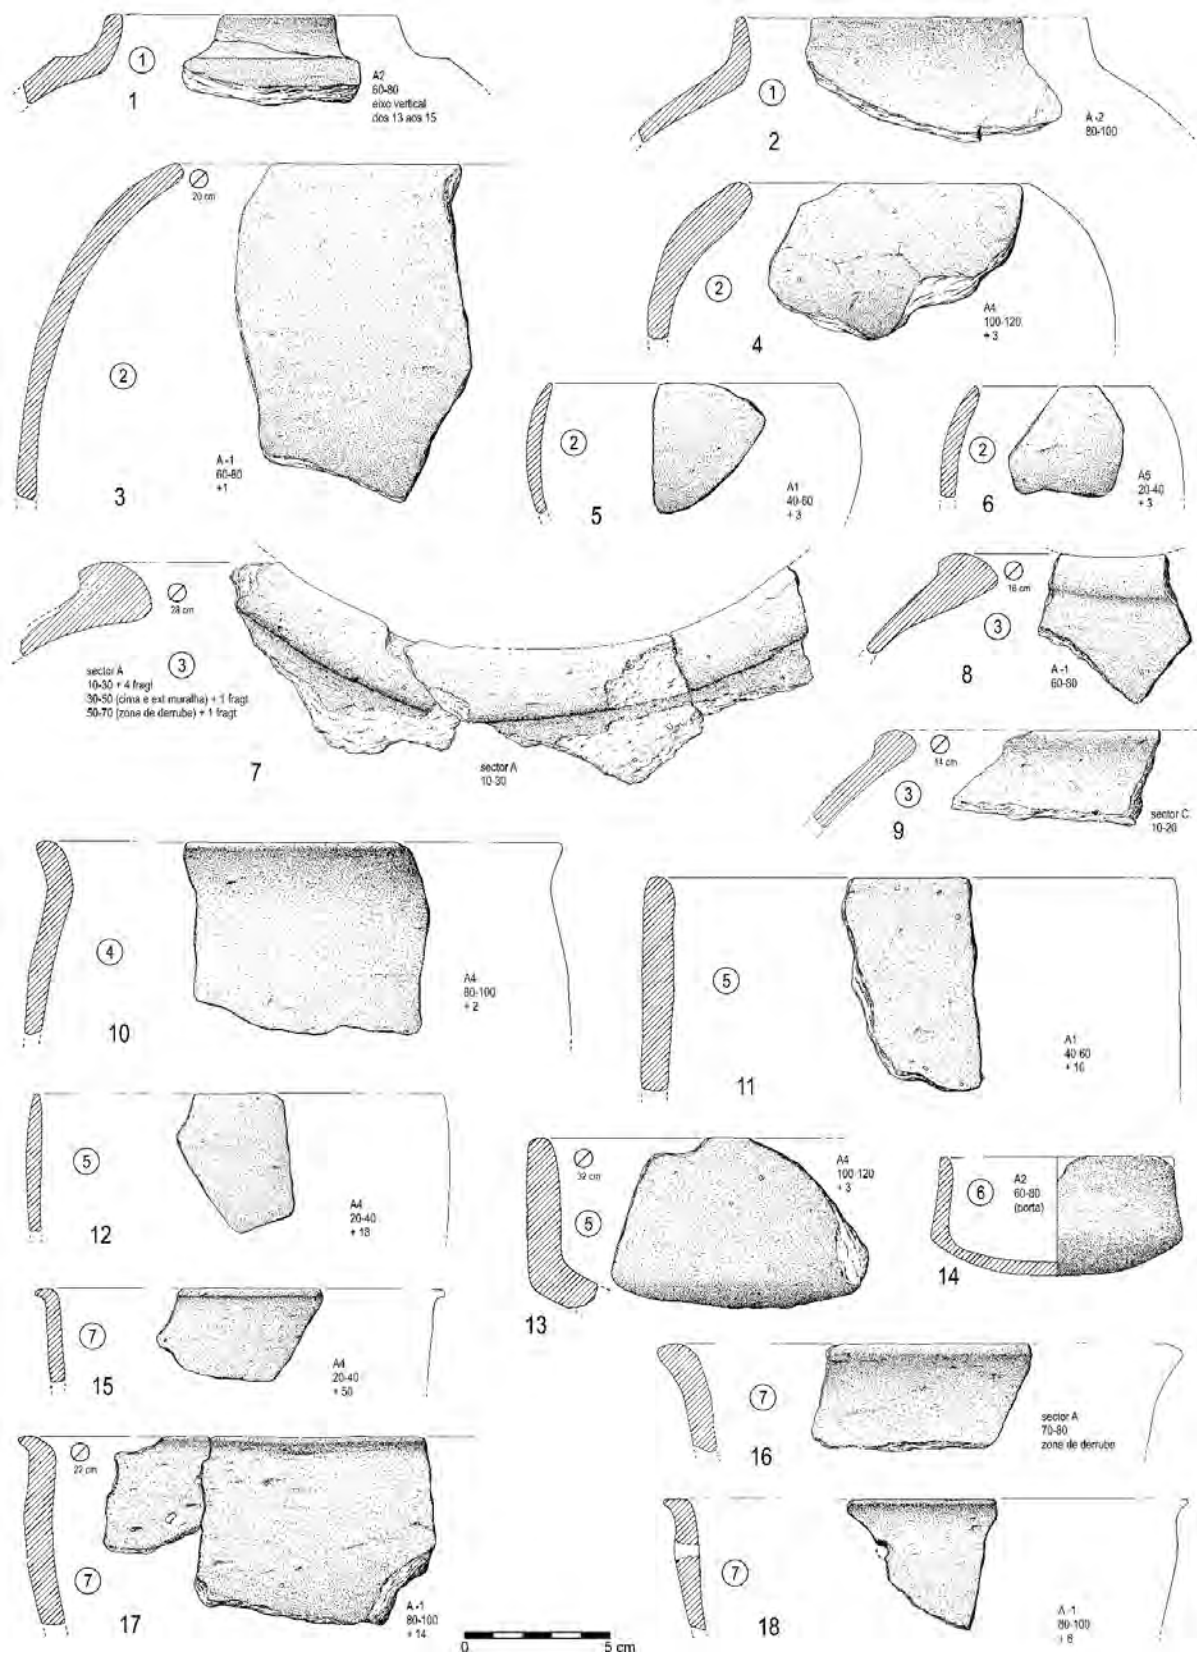 ①
1
A2
60-80
eixo vertical
dos 13 aos 15
①
2
A -2
80-100
20 cm
②
3
A -1
60-80
+1
②
4
A4
100-120
+ 3
②
5
A1
40-60
+ 3
②
6
A5
20-40
+ 3
28 cm
③
sector A
10-30 + 4 fragt
30-50 (cima e ext muralha) + 1 fragt
50-70 (zona de derrube) + 1 fragt
7
sector A
10-30
16 cm
③
8
A -1
60-80
14 cm
③
9
sector C
10-20
④
10
A4
80-100
+ 2
⑤
11
A1
40-60
+ 16
⑤
12
A4
20-40
+ 18
⑤
13
A4
100-120
+ 3
⑥
14
A2
60-80
(porta)
⑦
15
A4
20-40
+ 50
⑦
16
sector A
70-80
zona de derrube
22 cm
⑦
17
A -1
80-100
+ 14
⑦
18
A -1
80-100
+ 6
0 5 cm